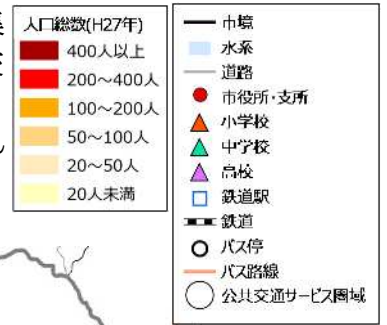 人口総数(H27年)
400人以上
200～400人
100～200人
50～100人
20～50人
20人未満
市境
水系
道路
市役所・支所
小学校
中学校
高校
鉄道駅
鉄道
バス停
バス路線
公共交通サービス圏域